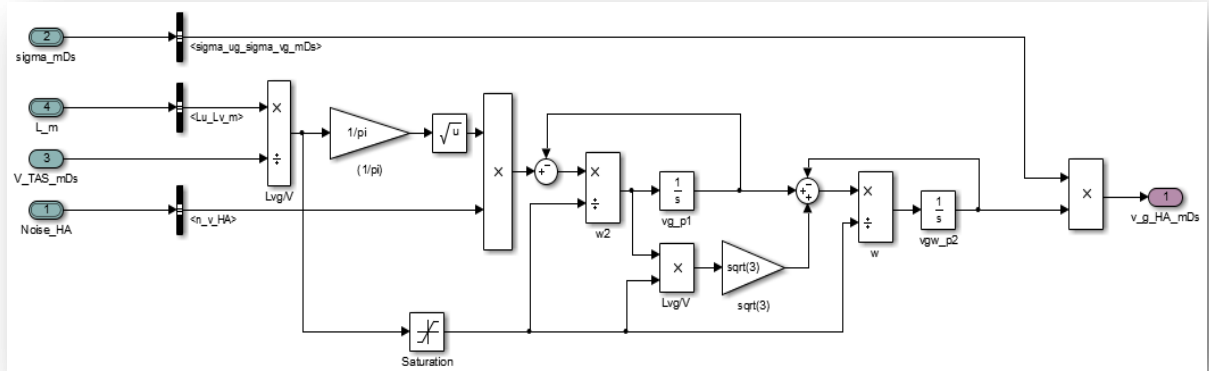 2
sigma_mDs
<sigma_ug_sigma_vg_mDs>
4
L_m
<Lu_Lv_m>
3
V_TAS_mDs
1
Noise_HA
<n_v_HA>
×
÷
Lvg/V
1/pi
(1/pi)
√u
×
+
−
×
÷
w2
1
s
vg_p1
×
Lvg/V
sqrt(3)
sqrt(3)
−
+
+
×
÷
w
1
s
vgw_p2
×
1
v_g_HA_mDs
Saturation